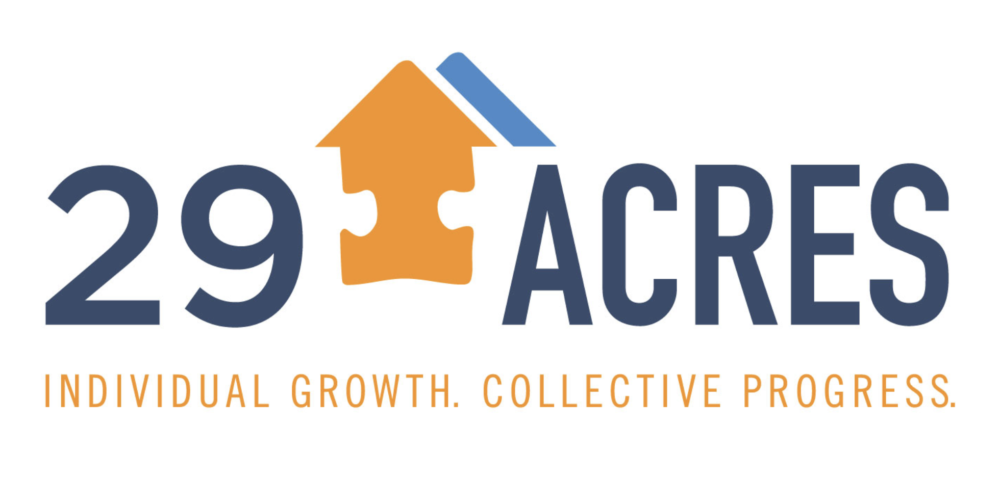 29 ACRES
INDIVIDUAL GROWTH. COLLECTIVE PROGRESS.